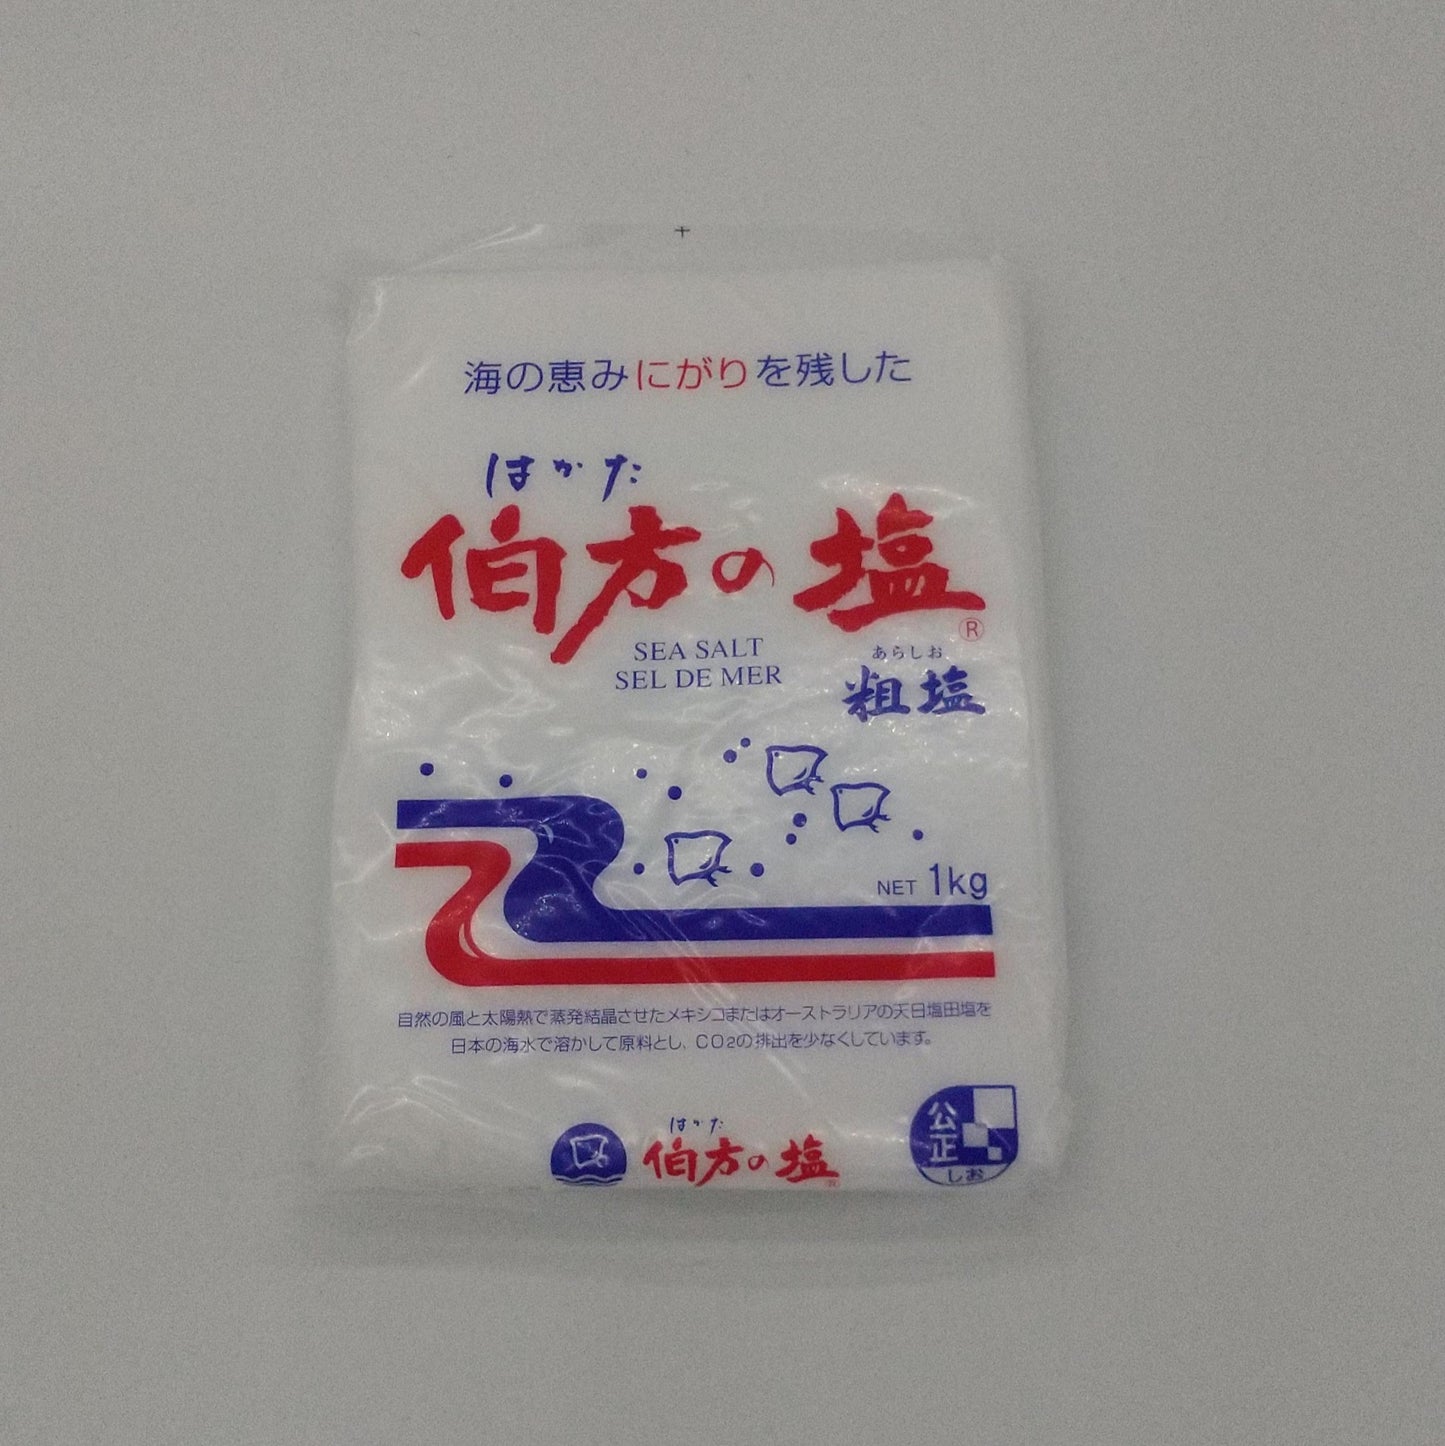 海の恵みにがりを残した
はかた
伯方の塩
®
SEA SALT
SEL DE MER
あらしお
粗塩
NET 1kg
自然の風と太陽熱で蒸発結晶させたメキシコまたはオーストラリアの天日塩田塩を
日本の海水で溶かして原料とし、CO2の排出を少なくしています。
はかた
伯方の塩
®
公正
しお